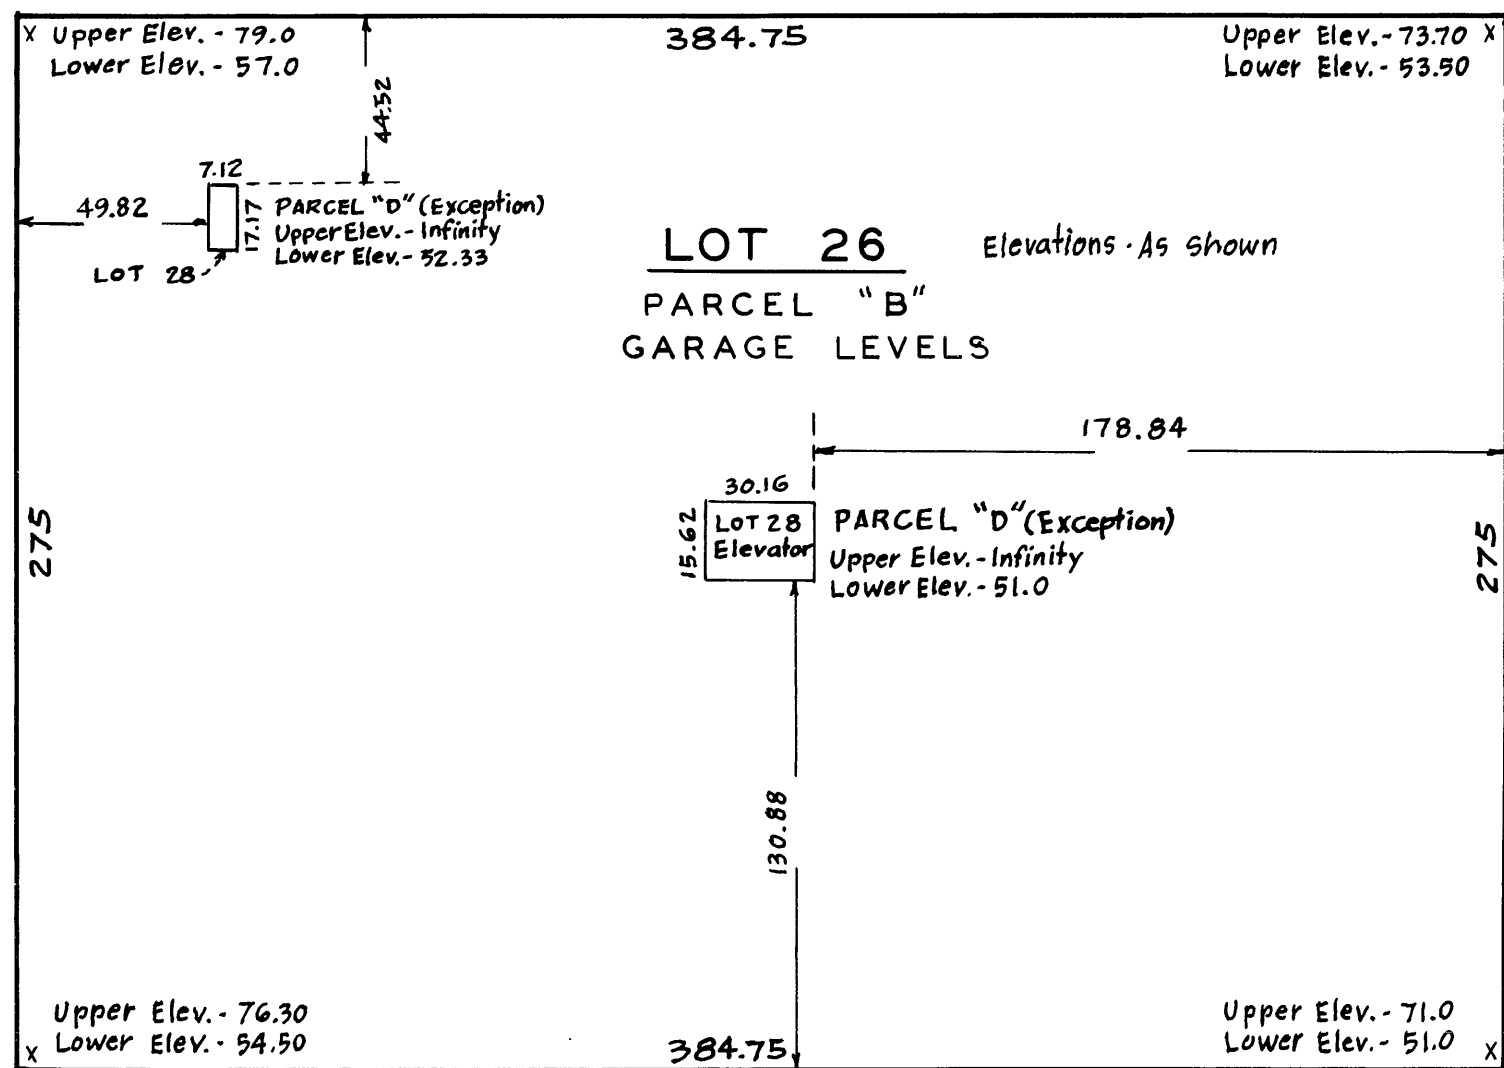 X Upper Elev. - 79.0
Lower Elev. - 57.0
384.75
Upper Elev. - 73.70 X
Lower Elev. - 53.50
44.52
7.12
49.82
17.17
PARCEL "D" (Exception)
Upper Elev. - Infinity
Lower Elev. - 52.33
LOT 28
LOT 26
Elevations - As Shown
PARCEL "B"
GARAGE LEVELS
178.84
275
30.16
15.62
LOT 28
Elevator
PARCEL "D" (Exception)
Upper Elev. - Infinity
Lower Elev. - 51.0
275
130.88
Upper Elev. - 76.30
X Lower Elev. - 54.50
384.75
Upper Elev. - 71.0
Lower Elev. - 51.0 X